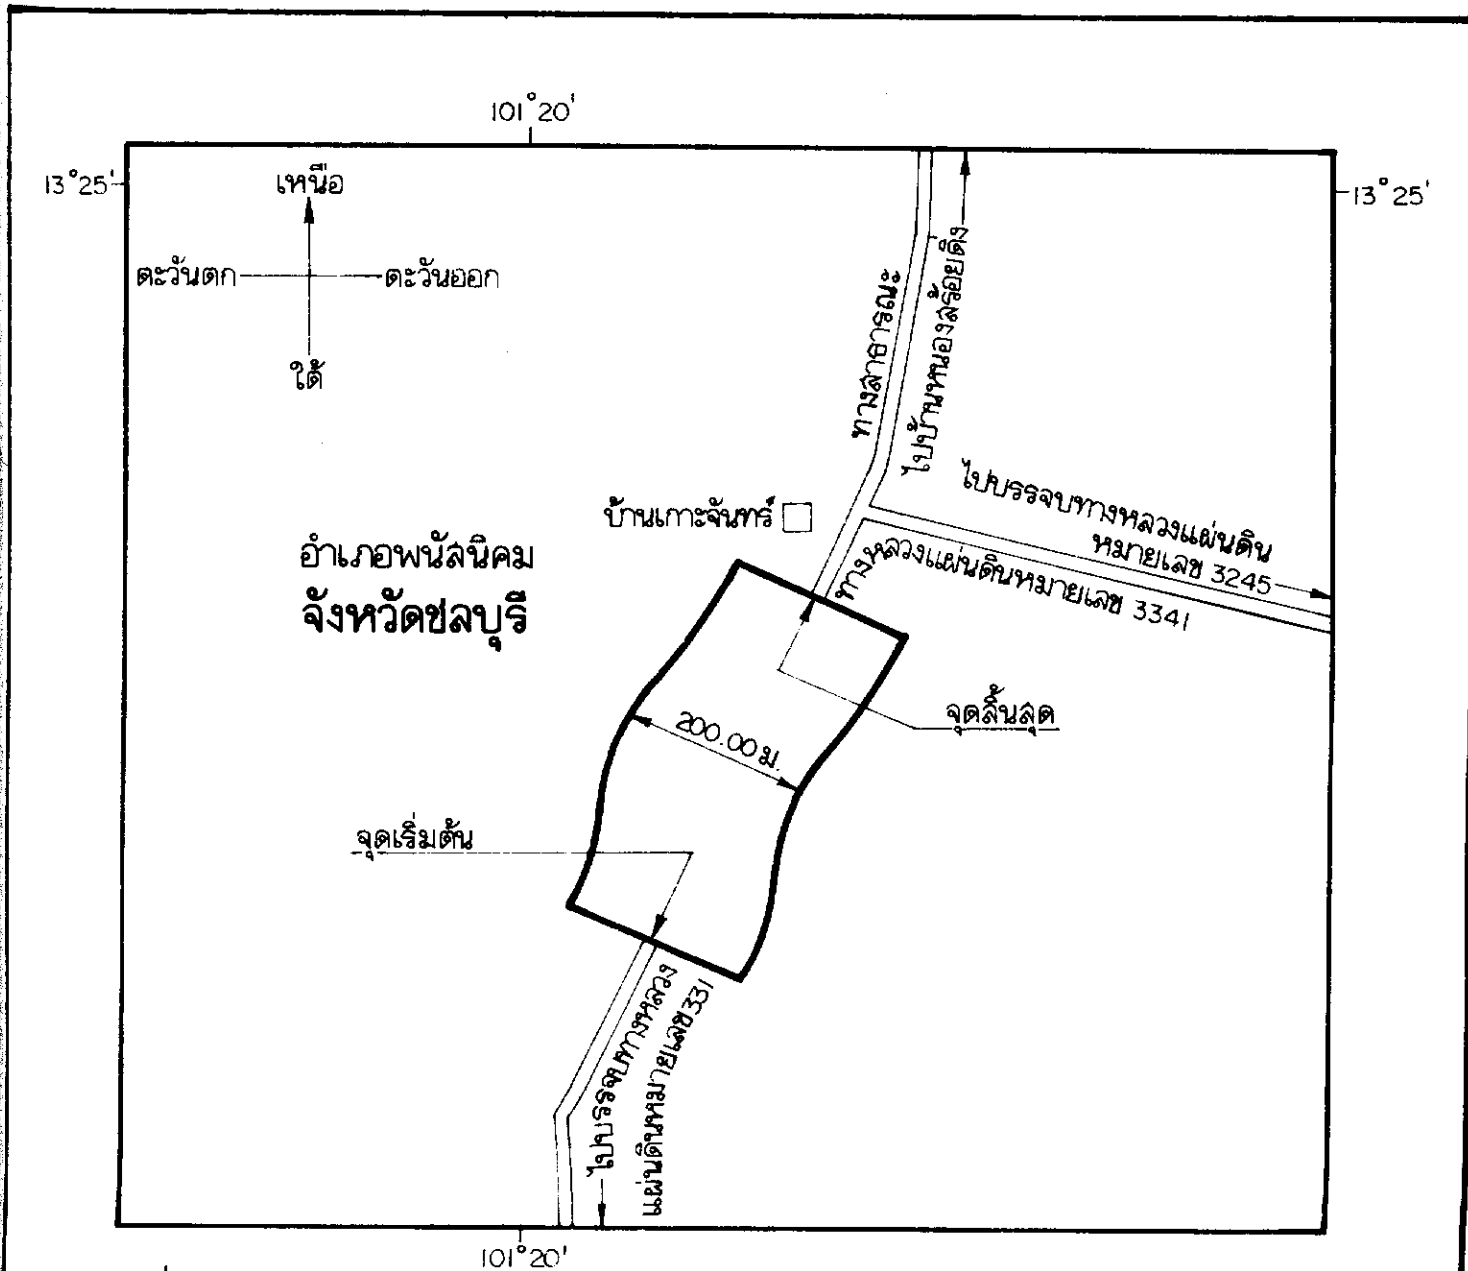 101°20'
13°25'
13°25'
เหนือ
ตะวันตก
ตะวันออก
ใต้
ทางสาธารณะ
ไปบ้านหนองสร้อยติ่ง
ไปบรรจบทางหลวงแผ่นดิน
หมายเลข 3245
ทางหลวงแผ่นดินหมายเลข 3341
บ้านเกาะจันทร์
อำเภอพนัสนิคม
จังหวัดชลบุรี
จุดสิ้นสุด
200.00 ม.
จุดเริ่มต้น
ไปบรรจบทางหลวง
แผ่นดินหมายเลข 331
101°20'